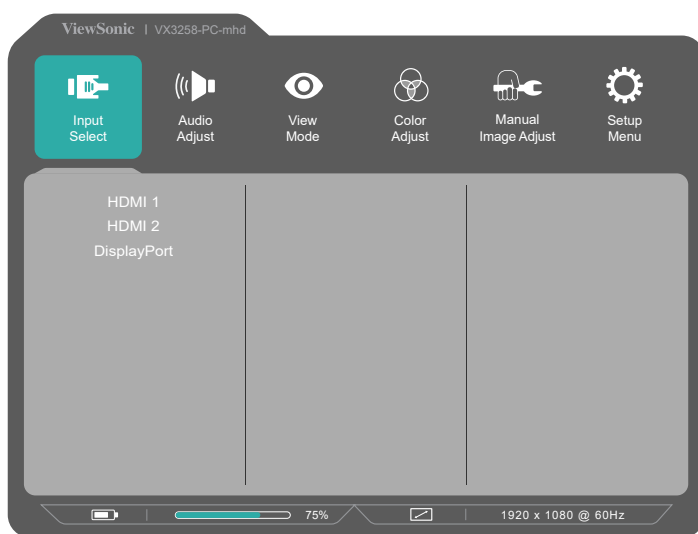 ViewSonic | VX3258-PC-mhd
Input
Select
Audio
Adjust
View
Mode
Color
Adjust
Manual
Image Adjust
Setup
Menu
HDMI 1
HDMI 2
DisplayPort
75%
1920 x 1080 @ 60Hz